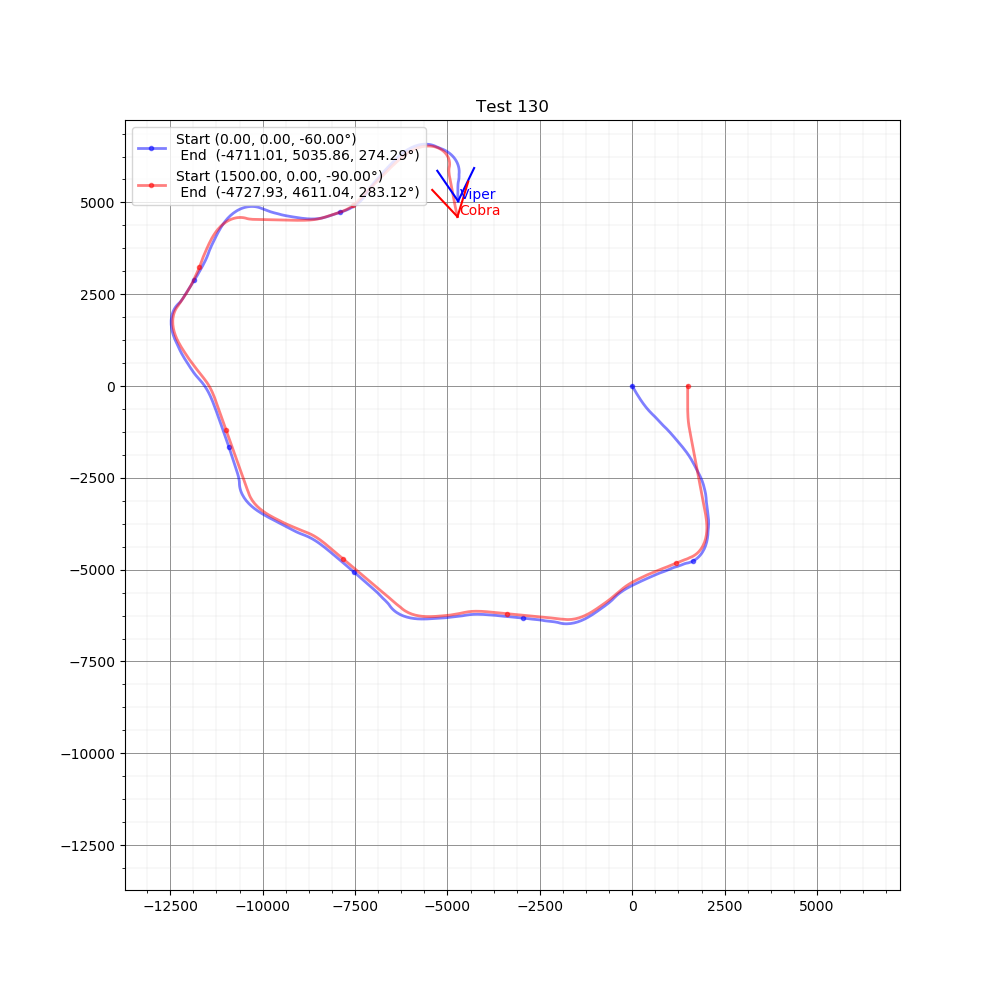 Test 130
Start (0.00, 0.00, -60.00°)
End (-4711.01, 5035.86, 274.29°)
Start (1500.00, 0.00, -90.00°)
End (-4727.93, 4611.04, 283.12°)
Viper
Cobra
5000
2500
0
−2500
−5000
−7500
−10000
−12500
−12500 −10000 −7500 −5000 −2500 0 2500 5000